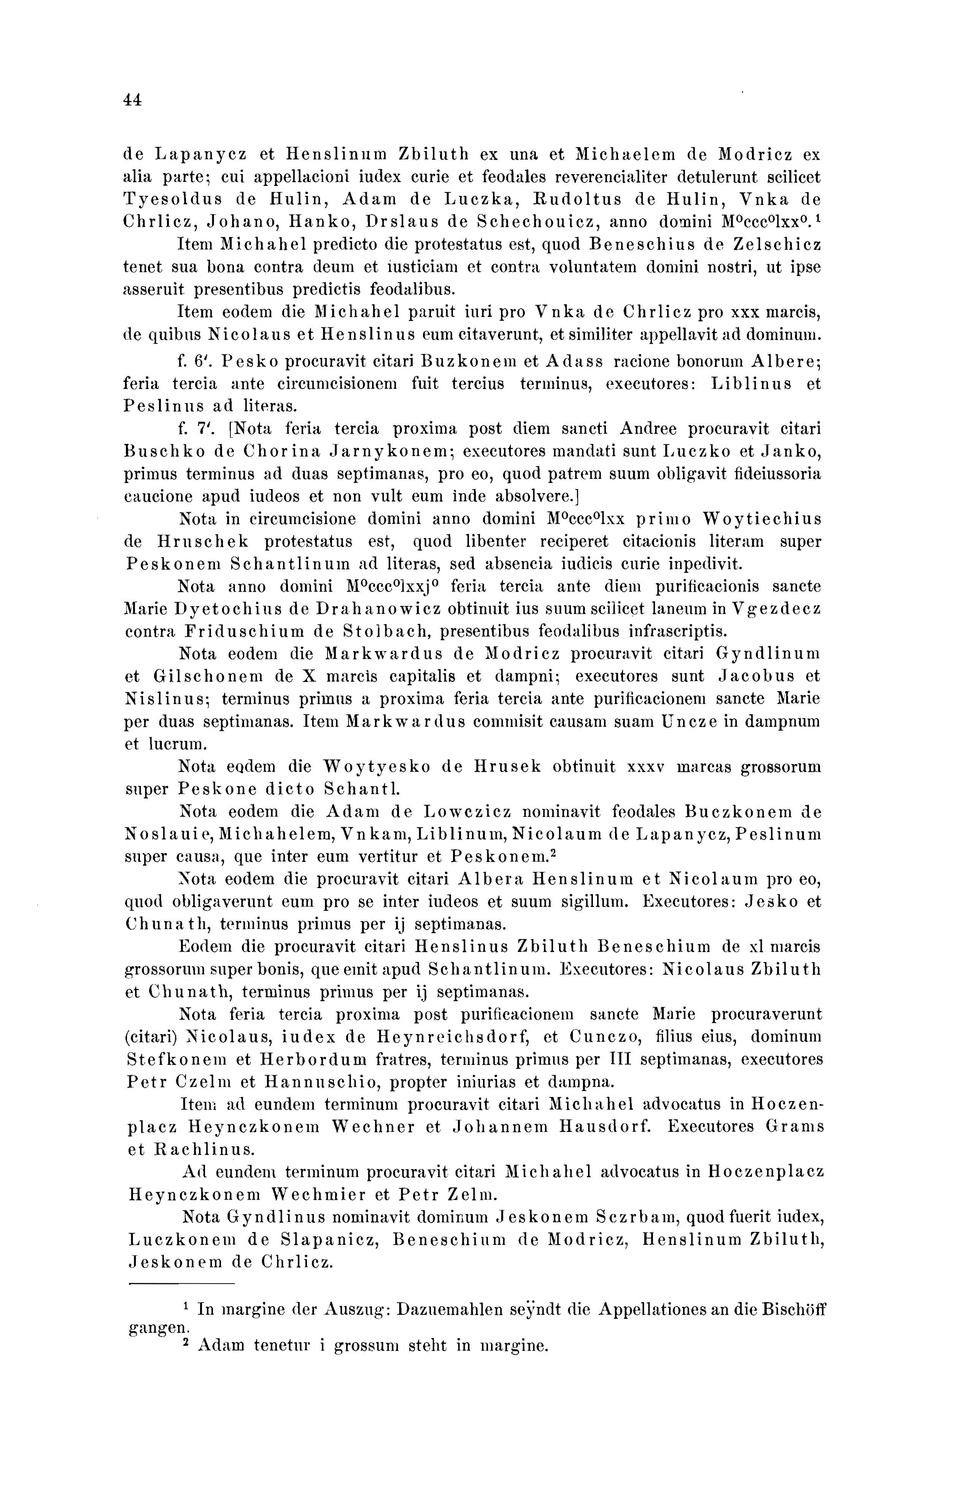 44
de Lapanycz et Henslinum Zbiluth ex una et Michaelem de Modricz ex
alia parte; cui appellacioni iudex curie et feodales reverencialiter detulerunt scilicet
Tyesoldus de Hulin, Adam de Luczka, Rudoltus de Hulin, Vnka de
Chrlicz, Johano, Hanko, Drslaus de Schechouicz, anno domini Mºcccºlxxº.¹
Item Michahel predicto die protestatus est, quod Beneschius de Zelschicz
tenet sua bona contra deum et iusticiam et contra voluntatem domini nostri, ut ipse
asseruit presentibus predictis feodalibus.
Item eodem die Michahel paruit iuri pro Vnka de Chrlicz pro xxx marcis,
de quibus Nicolaus et Henslinus eum citaverunt, et similiter appellavit ad dominum.
f. 6'. Pesko procuravit citari Buzkonem et Adass racione bonorum Albere;
feria tercia ante circumcisionem fuit tercius terminus, executores: Liblinus et
Peslinus ad literas.
f. 7'. [Nota feria tercia proxima post diem sancti Andree procuravit citari
Buschko de Chorina Jarnykonem; executores mandati sunt Luczko et Janko,
primus terminus ad duas septimanas, pro eo, quod patrem suum obligavit fideiussoria
caucione apud iudeos et non vult eum inde absolvere.]
Nota in circumcisione domini anno domini Mºcccºlxx primo Woytiechius
de Hruschek protestatus est, quod libenter reciperet citacionis literam super
Peskonem Schantlinum ad literas, sed absencia iudicis curie inpedivit.
Nota anno domini Mºcccºlxxjº feria tercia ante diem purificacionis sancte
Marie Dyetochius de Drahanowicz obtinuit ius suum scilicet laneum in Vgezdecz
contra Friduschium de Stolbach, presentibus feodalibus infrascriptis.
Nota eodem die Markwardus de Modricz procuravit citari Gyndlinum
et Gilschonem de X marcis capitalis et dampni; executores sunt Jacobus et
Nislinus; terminus primus a proxima feria tercia ante purificacionem sancte Marie
per duas septimanas. Item Markwardus commisit causam suam Uncze in dampnum
et lucrum.
Nota eodem die Woytyesko de Hrusek obtinuit xxxv marcas grossorum
super Peskone dicto Schantl.
Nota eodem die Adam de Lowczicz nominavit feodales Buczkonem de
Noslauie, Michahelem, Vnkam, Liblinum, Nicolaum de Lapanycz, Peslinum
super causa, que inter eum vertitur et Peskonem.²
Nota eodem die procuravit citari Albera Henslinum et Nicolaum pro eo,
quod obligaverunt eum pro se inter iudeos et suum sigillum. Executores: Jesko et
Chunath, terminus primus per ij septimanas.
Eodem die procuravit citari Henslinus Zbiluth Beneschium de xl marcis
grossorum super bonis, que emit apud Schantlinum. Executores: Nicolaus Zbiluth
et Chunath, terminus primus per ij septimanas.
Nota feria tercia proxima post purificacionem sancte Marie procuraverunt
(citari) Nicolaus, iudex de Heynreichsdorf, et Cunczo, filius eius, dominum
Stefkonem et Herbordum fratres, terminus primus per III septimanas, executores
Petr Czelm et Hannuschio, propter iniurias et dampna.
Item ad eundem terminum procuravit citari Michahel advocatus in Hoczen-
placz Heynczkonem Wechner et Johannem Hausdorf. Executores Grams
et Rachlinus.
Ad eundem terminum procuravit citari Michahel advocatus in Hoczenplacz
Heynczkonem Wechmier et Petr Zelm.
Nota Gyndlinus nominavit dominum Jeskonem Sczrbam, quod fuerit iudex,
Luczkonem de Slapanicz, Beneschium de Modricz, Henslinum Zbiluth,
Jeskonem de Chrlicz.
¹ In margine der Auszug: Dazuemahlen seÿndt die Appellationes an die Bischöff
gangen.
² Adam tenetur i grossum steht in margine.